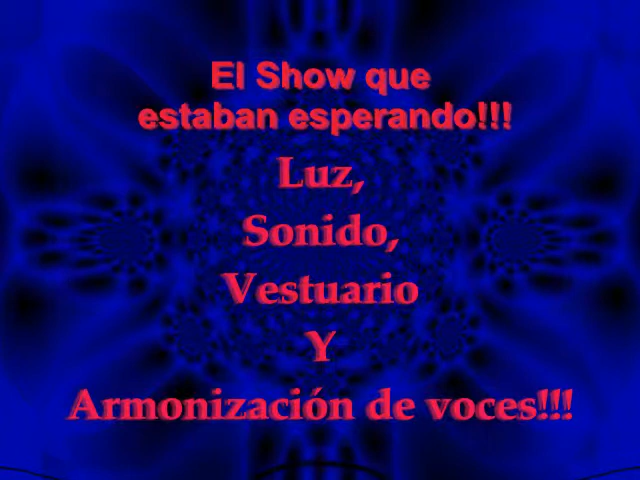 El Show que
estaban esperando!!!
Luz,
Sonido,
Vestuario
Y
Armonización de voces!!!